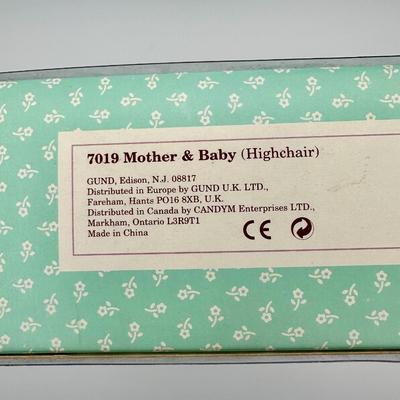 7019 Mother & Baby (Highchair)
GUND, Edison, N.J. 08817
Distributed in Europe by GUND U.K. LTD.,
Fareham, Hants PO16 8XB, U.K.
Distributed in Canada by CANDYM Enterprises LTD.,
Markham, Ontario L3R9T1
Made in China
CE